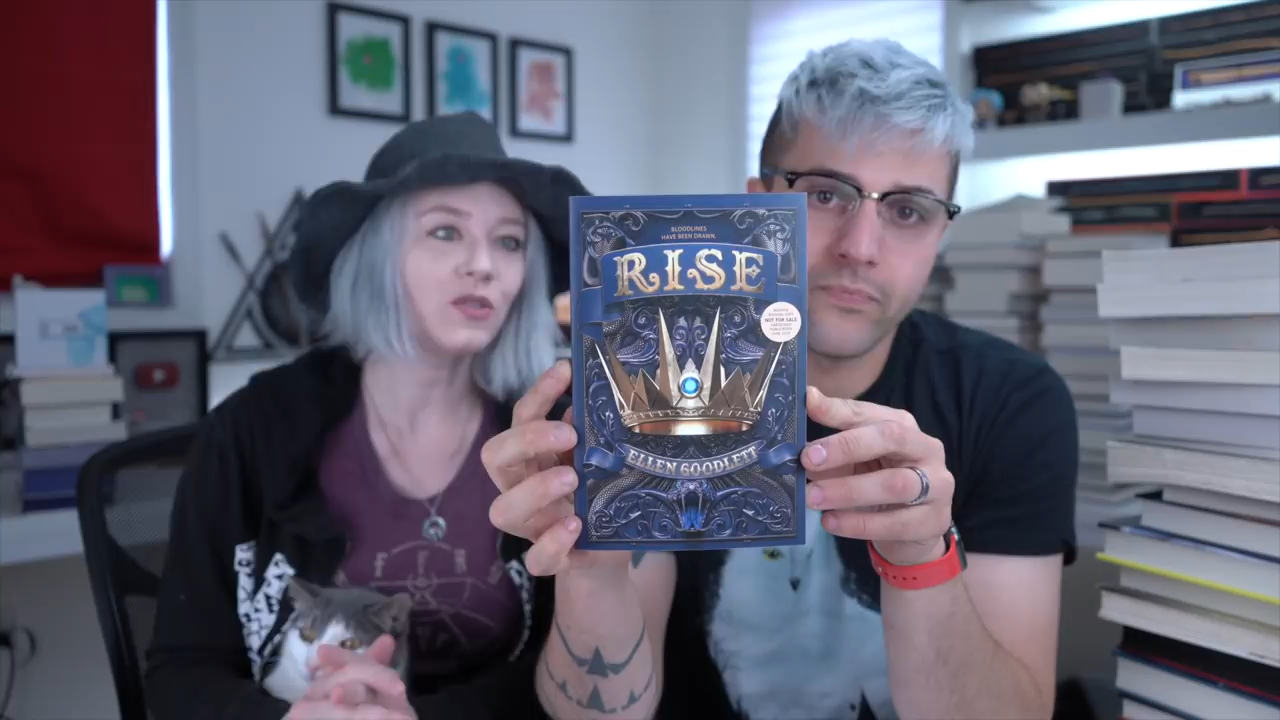 BLOODLINES
HAVE BEEN DRAWN.
RISE
NOT FOR SALE
ELLEN GOODLETT